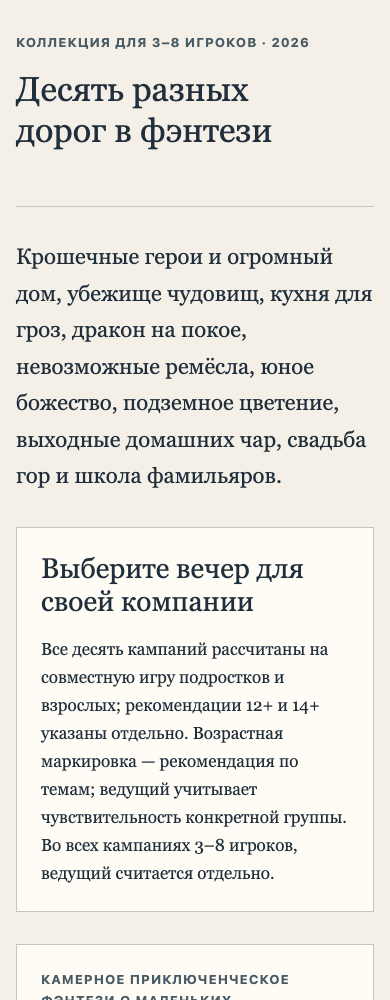 КОЛЛЕКЦИЯ ДЛЯ 3–8 ИГРОКОВ · 2026
Десять разных
дорог в фэнтези
Крошечные герои и огромный
дом, убежище чудовищ, кухня для
гроз, дракон на покое,
невозможные ремёсла, юное
божество, подземное цветение,
выходные домашних чар, свадьба
гор и школа фамильяров.
Выберите вечер для
своей компании
Все десять кампаний рассчитаны на
совместную игру подростков и
взрослых; рекомендации 12+ и 14+
указаны отдельно. Возрастная
маркировка — рекомендация по
темам; ведущий учитывает
чувствительность конкретной группы.
Во всех кампаниях 3–8 игроков,
ведущий считается отдельно.
КАМЕРНОЕ ПРИКЛЮЧЕНЧЕСКОЕ
ФЭНТЕЗИ О МАЛЕНЬКИХ